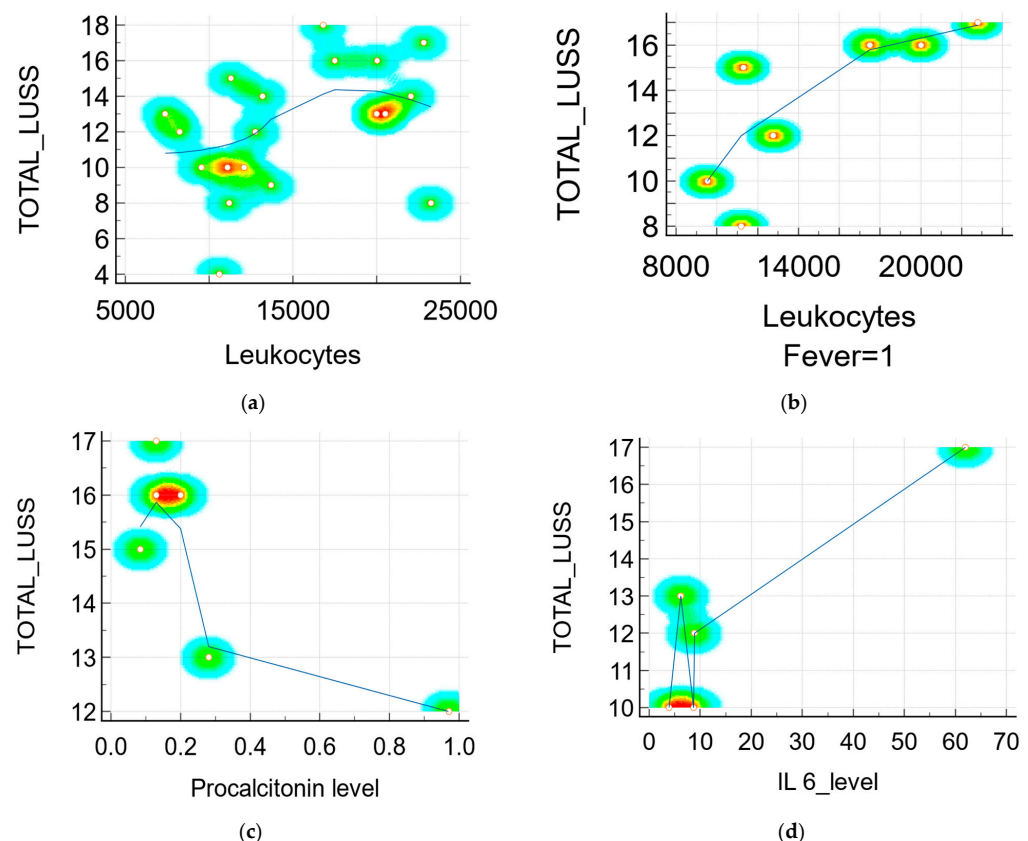 TOTAL_LUSS
18
16
14
12
10
8
6
4
5000 15000 25000
Leukocytes
(a)
TOTAL_LUSS
16
14
12
10
8
8000 14000 20000
Leukocytes
Fever=1
(b)
TOTAL_LUSS
17
16
15
14
13
12
0.0 0.2 0.4 0.6 0.8 1.0
Procalcitonin level
(c)
TOTAL_LUSS
17
16
15
14
13
12
11
10
0 10 20 30 40 50 60 70
IL 6_level
(d)